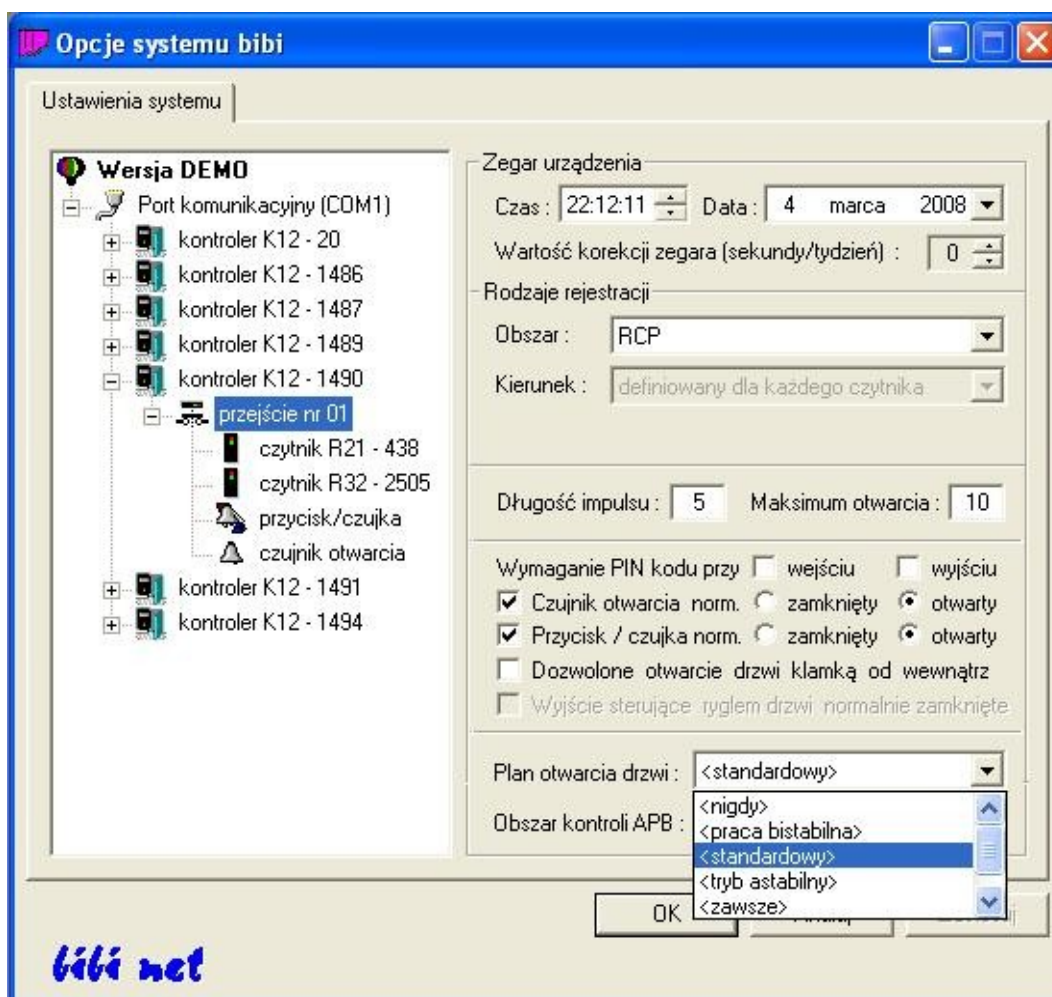 Opcje systemu bibi
Ustawienia systemu
Wersja DEMO
Port komunikacyjny (COM1)
kontroler K12 - 20
kontroler K12 - 1486
kontroler K12 - 1487
kontroler K12 - 1489
kontroler K12 - 1490
przejście nr 01
czytnik R21 - 438
czytnik R32 - 2505
przycisk/czujka
czujnik otwarcia
kontroler K12 - 1491
kontroler K12 - 1494
Zegar urządzenia
Czas : 22:12:11 Data : 4 marca 2008
Wartość korekcji zegara (sekundy/tydzień) : 0
Rodzaje rejestracji
Obszar : RCP
Kierunek : definiowany dla każdego czytnika
Długość impulsu : 5 Maksimum otwarcia : 10
Wymaganie PIN kodu przy wejściu wyjściu
Czujnik otwarcia norm. zamknięty otwarty
Przycisk / czujka norm. zamknięty otwarty
Dozwolone otwarcie drzwi klamką od wewnątrz
Wyjście sterujące ryglem drzwi normalnie zamknięte
Plan otwarcia drzwi : <standardowy>
Obszar kontroli APB :
<nigdy>
<praca bistabilna>
<standardowy>
<tryb astabilny>
<zawsze>
OK
bibi net